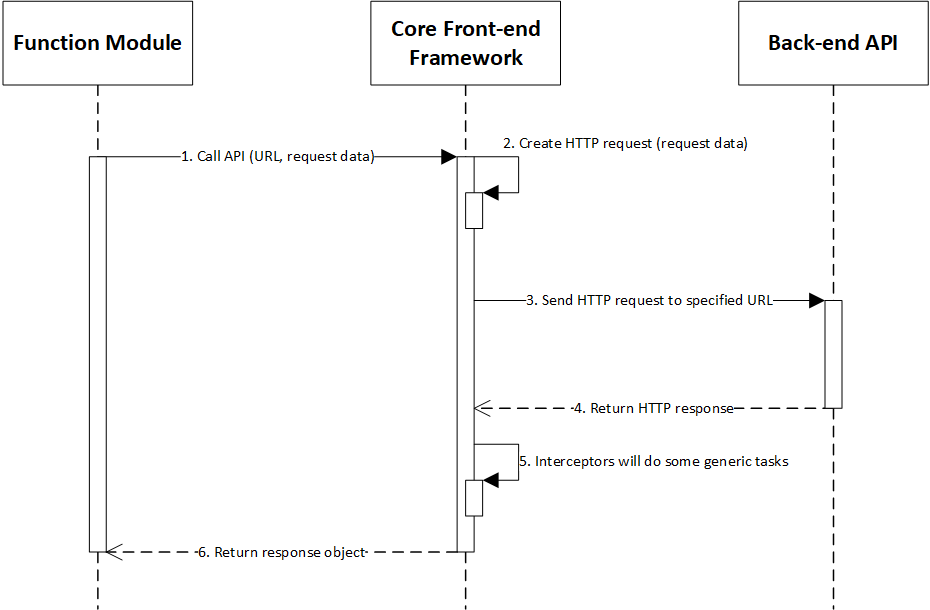 Function Module
Core Front-end
Framework
Back-end API
2. Create HTTP request (request data)
1. Call API (URL, request data)
3. Send HTTP request to specified URL
4. Return HTTP response
5. Interceptors will do some generic tasks
6. Return response object